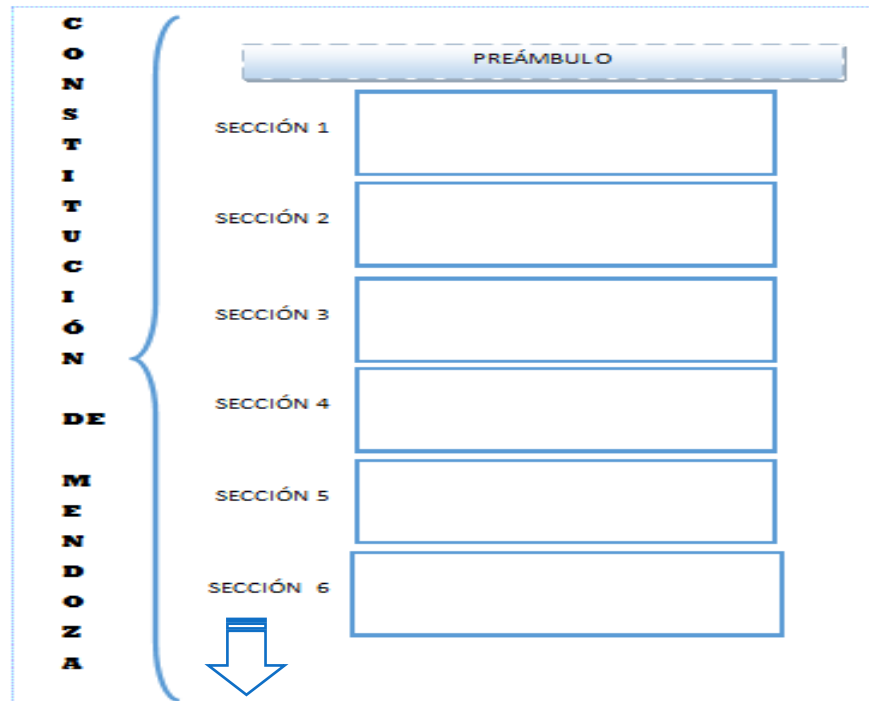 CONSTITUCIÓN
DE
MENDOZA
PREÁMBULO
SECCIÓN 1
SECCIÓN 2
SECCIÓN 3
SECCIÓN 4
SECCIÓN 5
SECCIÓN 6